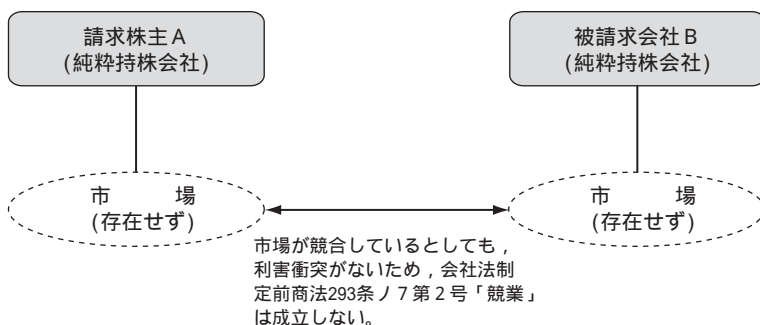 請求株主A
(純粋持株会社)
被請求会社B
(純粋持株会社)
市　　場
(存在せず)
市　　場
(存在せず)
市場が競合しているとしても,
利害衝突がないため,会社法制
定前商法293条ノ7第2号「競業」
は成立しない。